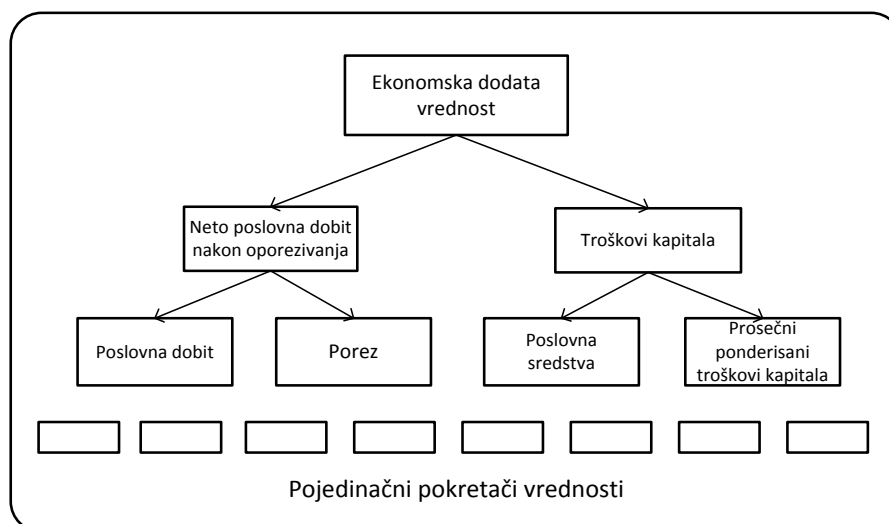 Ekonomska dodata
vrednost
Neto poslovna dobit
nakon oporezivanja
Troškovi kapitala
Poslovna dobit
Porez
Poslovna
sredstva
Prosečni
ponderisani
troškovi kapitala
Pojedinačni pokretači vrednosti